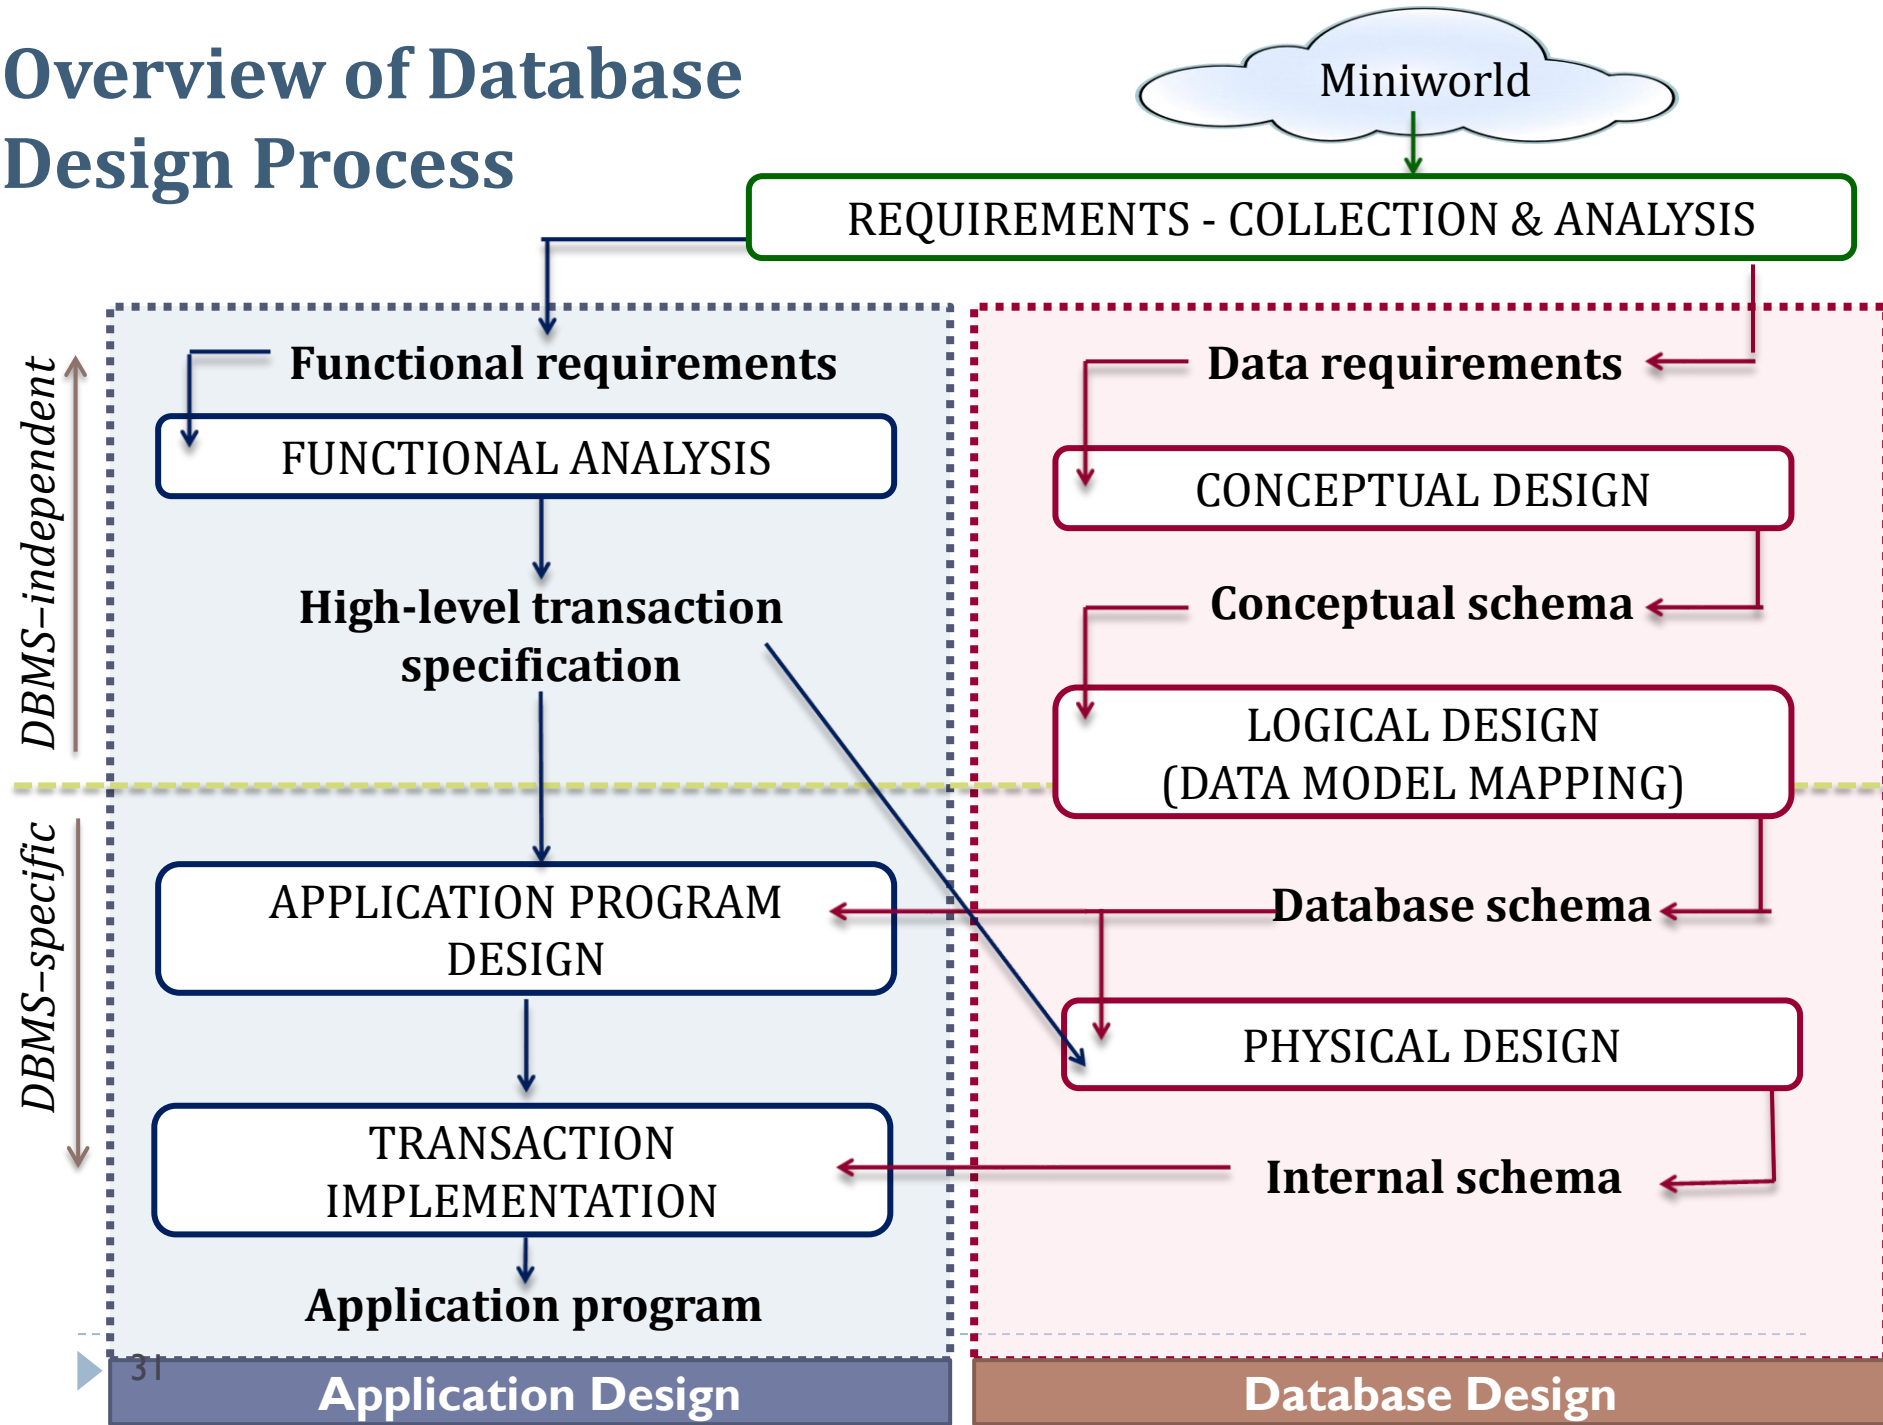 Overview of Database
Design Process
Miniworld
REQUIREMENTS - COLLECTION & ANALYSIS
DBMS–independent
Functional requirements
FUNCTIONAL ANALYSIS
High-level transaction
specification
Data requirements
CONCEPTUAL DESIGN
Conceptual schema
LOGICAL DESIGN
(DATA MODEL MAPPING)
DBMS–specific
APPLICATION PROGRAM
DESIGN
TRANSACTION
IMPLEMENTATION
Application program
Database schema
PHYSICAL DESIGN
Internal schema
31
Application Design
Database Design